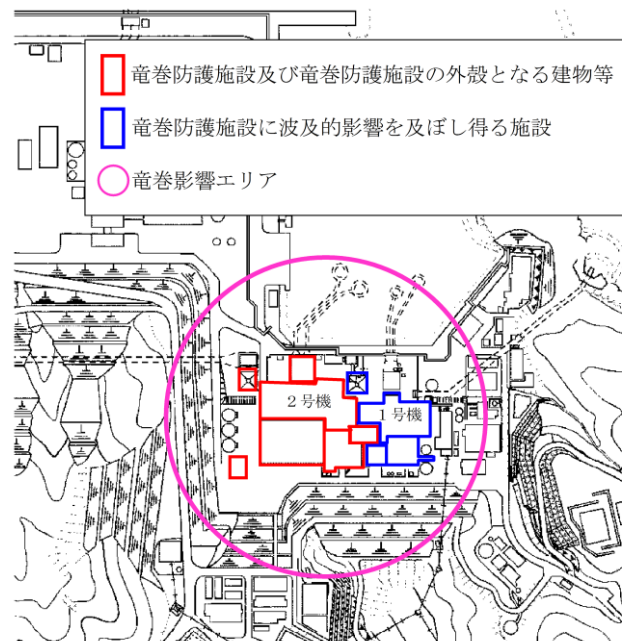 竜巻防護施設及び竜巻防護施設の外殻となる建物等
竜巻防護施設に波及的影響を及ぼし得る施設
竜巻影響エリア
2号機
1号機